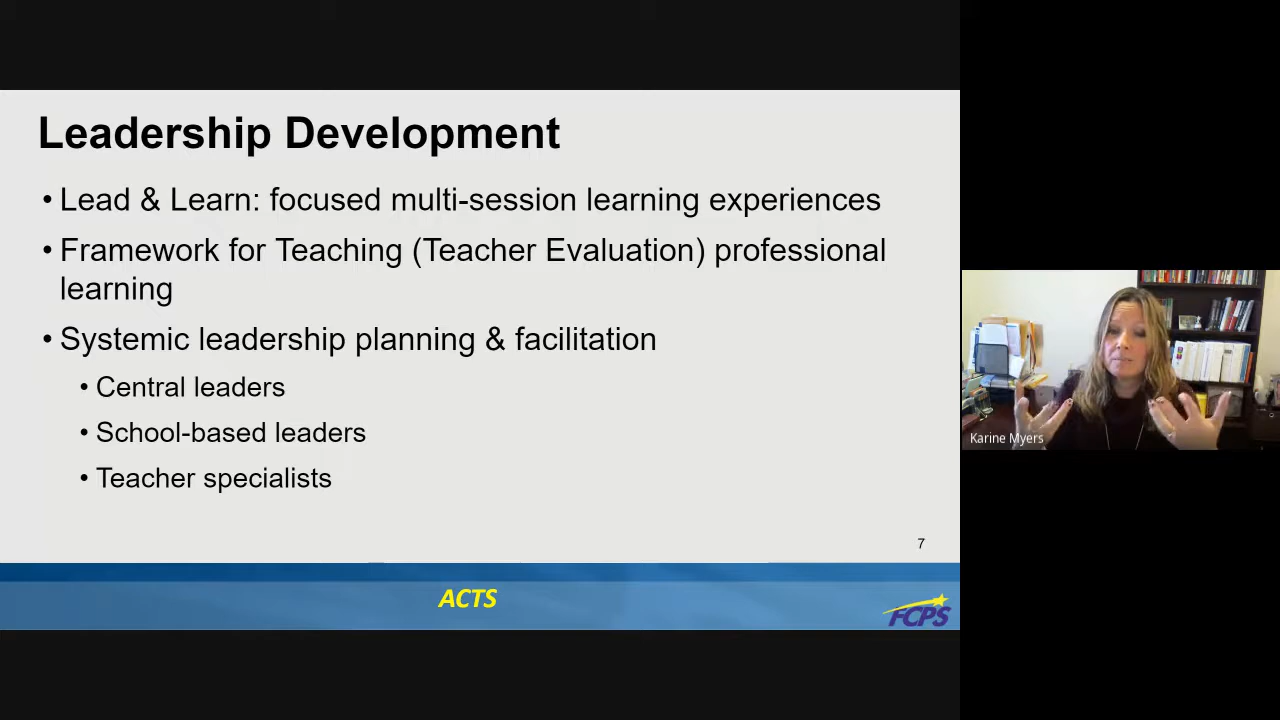 Leadership Development
• Lead & Learn: focused multi-session learning experiences
• Framework for Teaching (Teacher Evaluation) professional
learning
• Systemic leadership planning & facilitation
• Central leaders
• School-based leaders
• Teacher specialists
7
ACTS
FCPS
Karine Myers